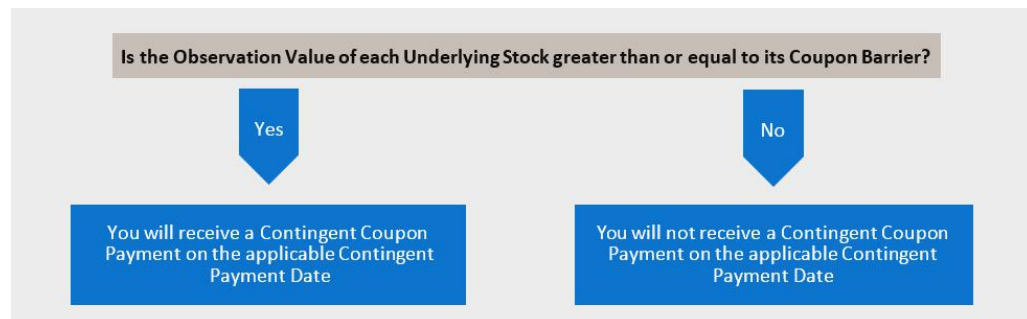 Is the Observation Value of each Underlying Stock greater than or equal to its Coupon Barrier?
Yes
No
You will receive a Contingent Coupon
Payment on the applicable Contingent
Payment Date
You will not receive a Contingent Coupon
Payment on the applicable Contingent
Payment Date